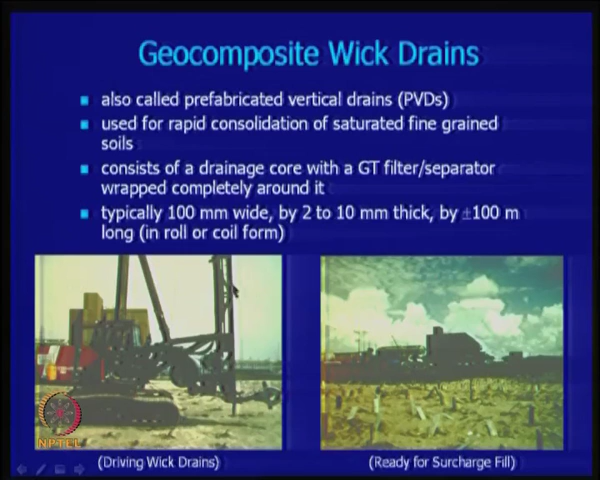 Geocomposite Wick Drains
also called prefabricated vertical drains (PVDs)
used for rapid consolidation of saturated fine grained
soils
consists of a drainage core with a GT filter/separator
wrapped completely around it
typically 100 mm wide, by 2 to 10 mm thick, by ±100 m
long (in roll or coil form)
NPTEL
(Driving Wick Drains)
(Ready for Surcharge Fill)